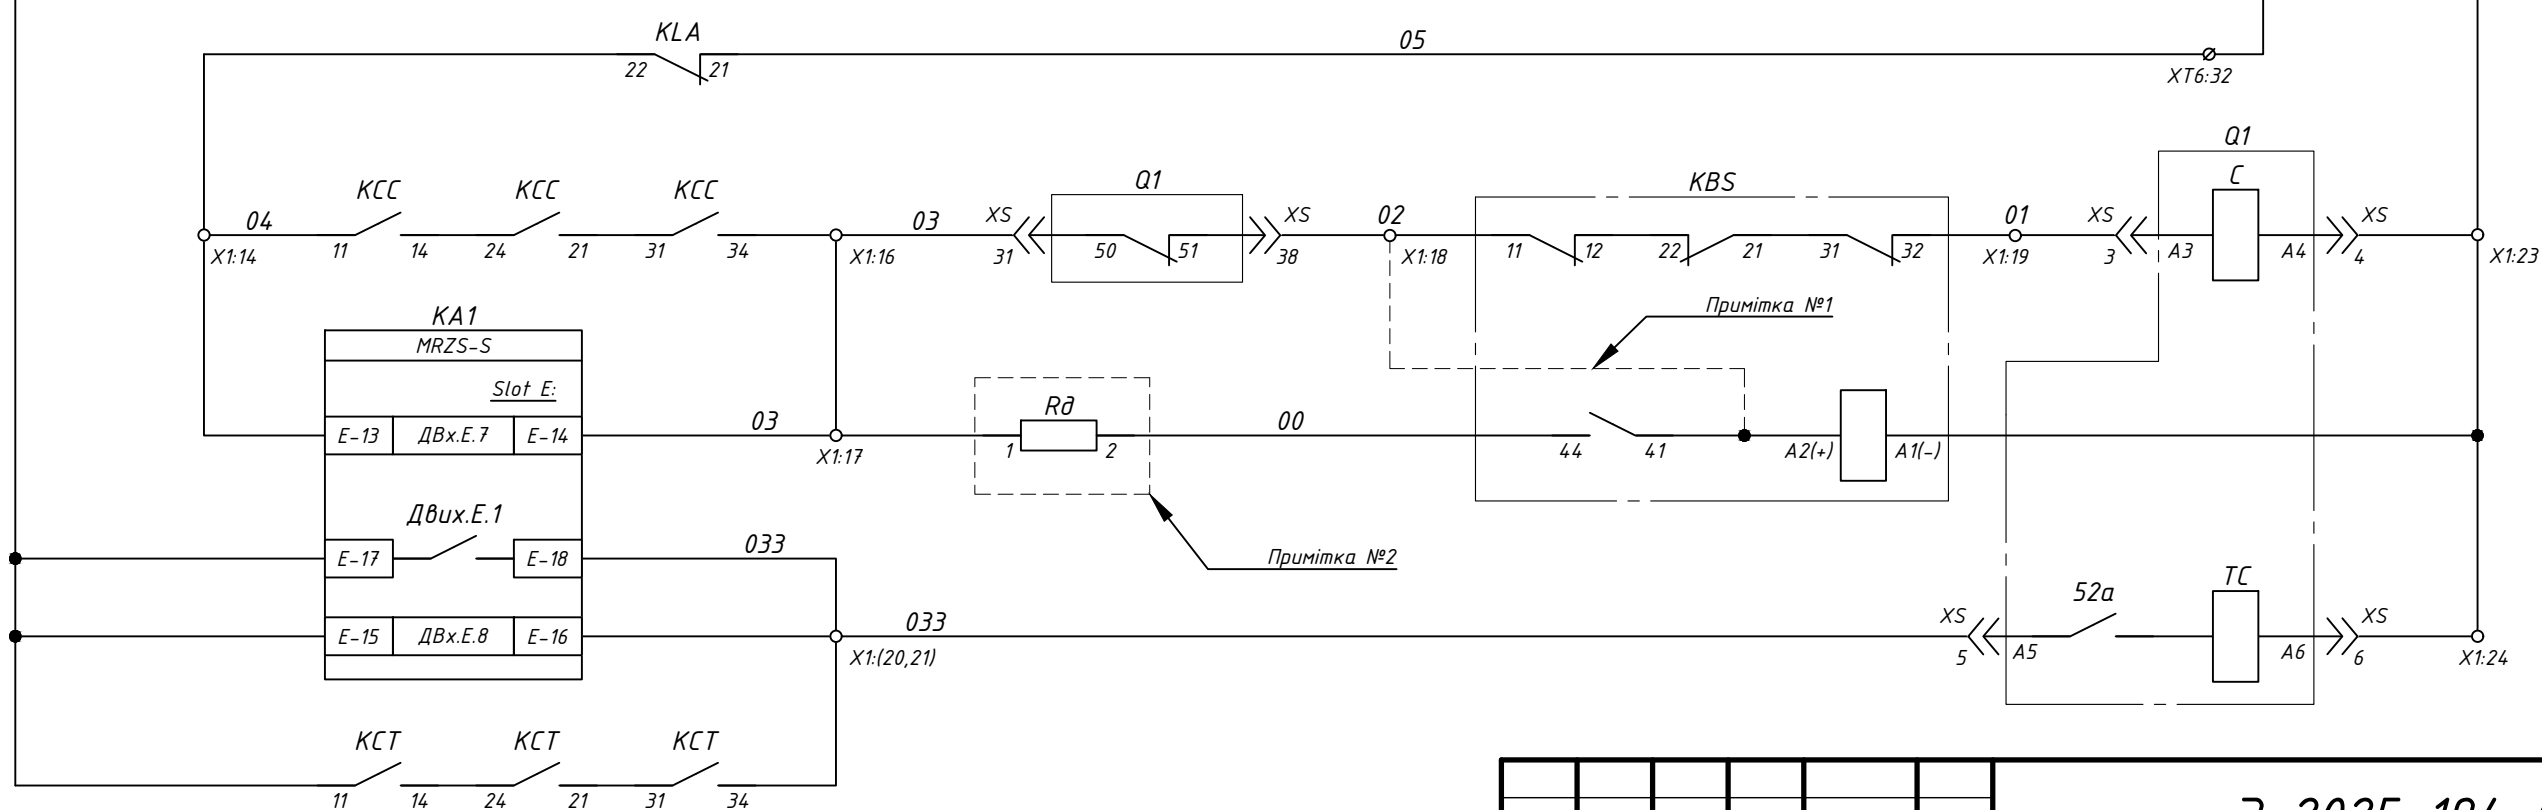 KLA
05
22
21
XT6:32
Q1
C
Q1
KCC
KCC
KCC
KBS
04
03
XS
XS
02
01
XS
XS
X1:14
11
14
24
21
31
34
X1:16
31
50
51
38
X1:18
11
12
22
21
31
32
X1:19
3
A3
A4
4
X1:23
KA1
MRZS-S
Slot E:
Примітка №1
E-13
ДВх.E.7
E-14
03
X1:17
Rд
1
2
00
44
41
A2(+)
A1(-)
Двих.E.1
E-17
E-18
033
Примітка №2
E-15
ДВх.E.8
E-16
033
X1:(20,21)
XS
5
A5
52a
TC
A6
XS
6
X1:24
KCT
KCT
KCT
11
14
24
21
31
34